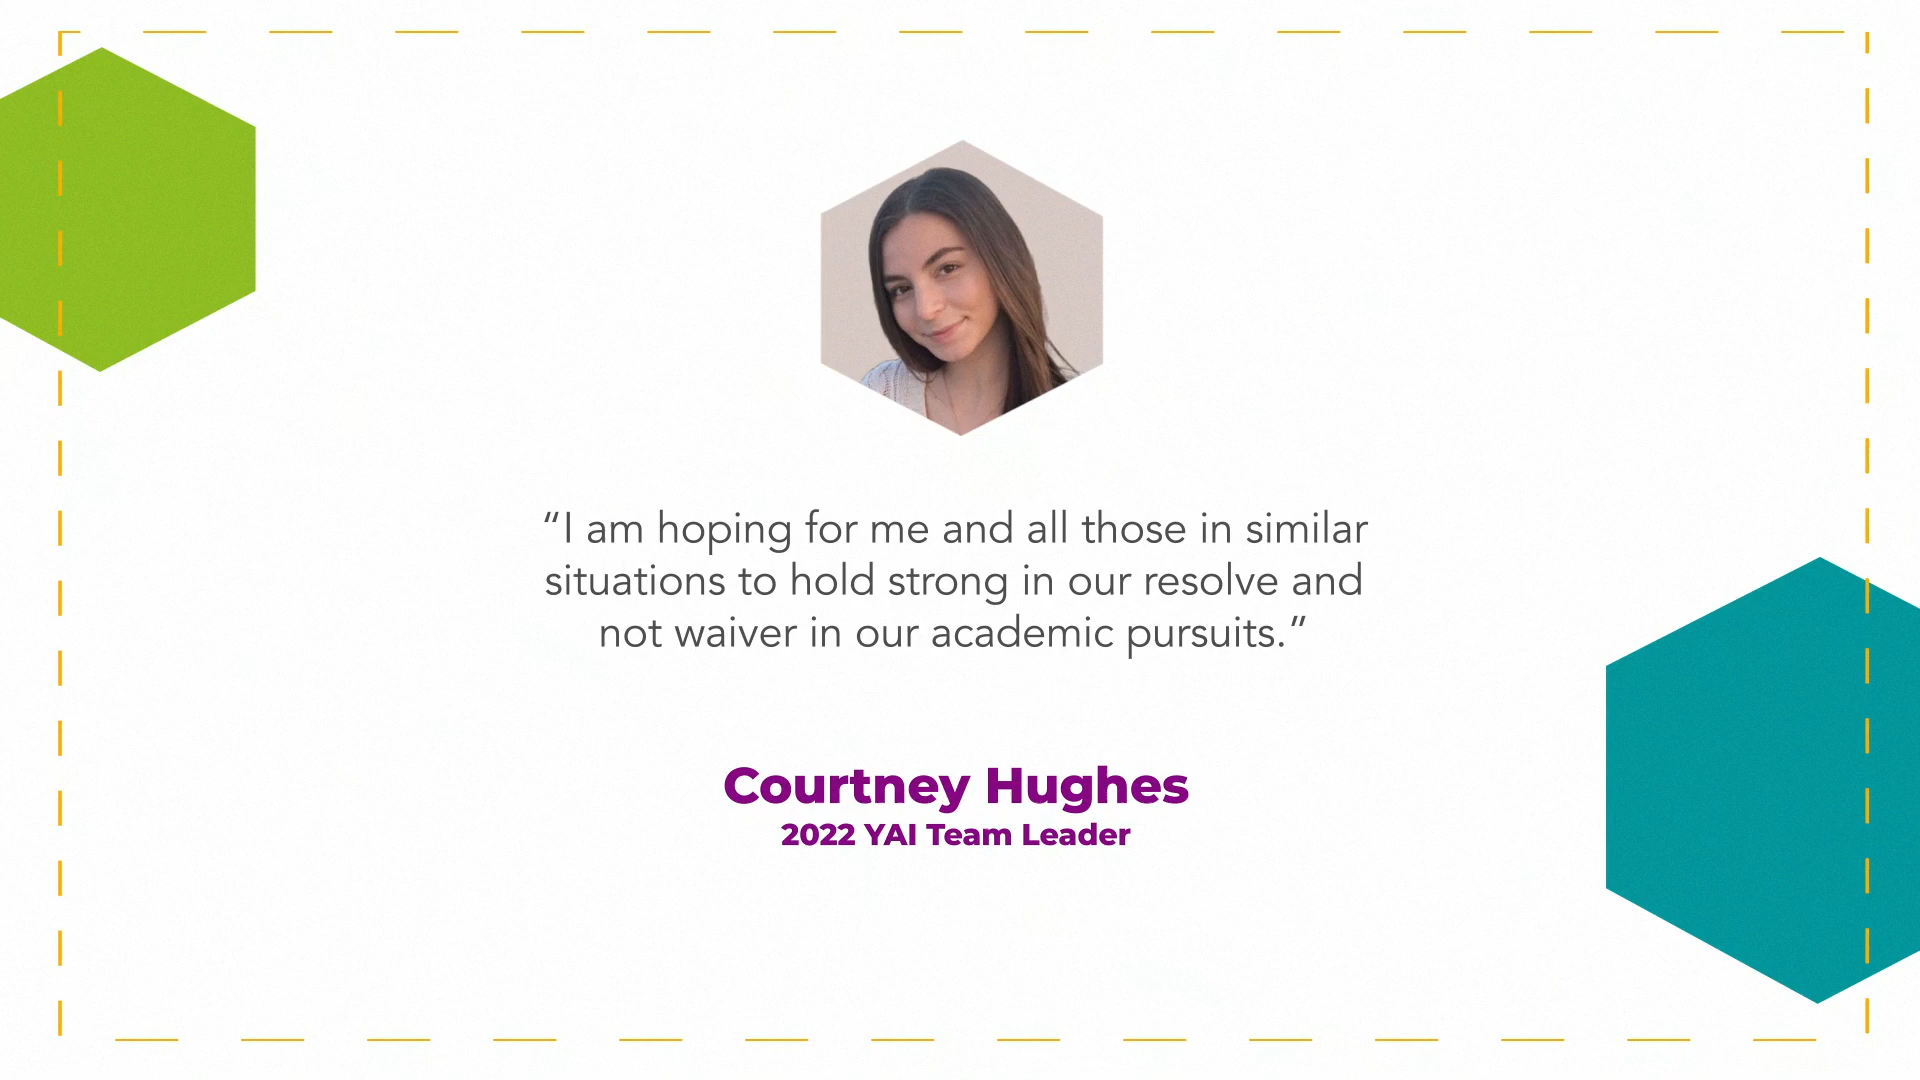 “I am hoping for me and all those in similar
situations to hold strong in our resolve and
not waiver in our academic pursuits.”
Courtney Hughes
2022 YAI Team Leader